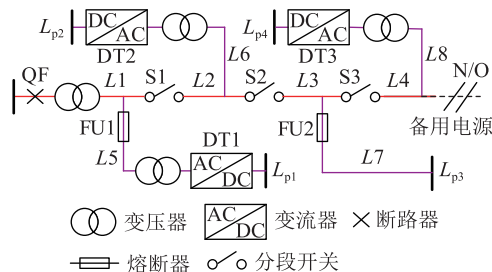 Lp2 DC AC DT2 Lp4 DC AC DT3
L6 L8
QF L1 S1 L2 S2 L3 S3 L4 N/O
备用电源
FU1 FU2
DT1
L5 AC DC Lp1 L7 Lp3
变压器 AC DC 变流器 断路器
熔断器 分段开关